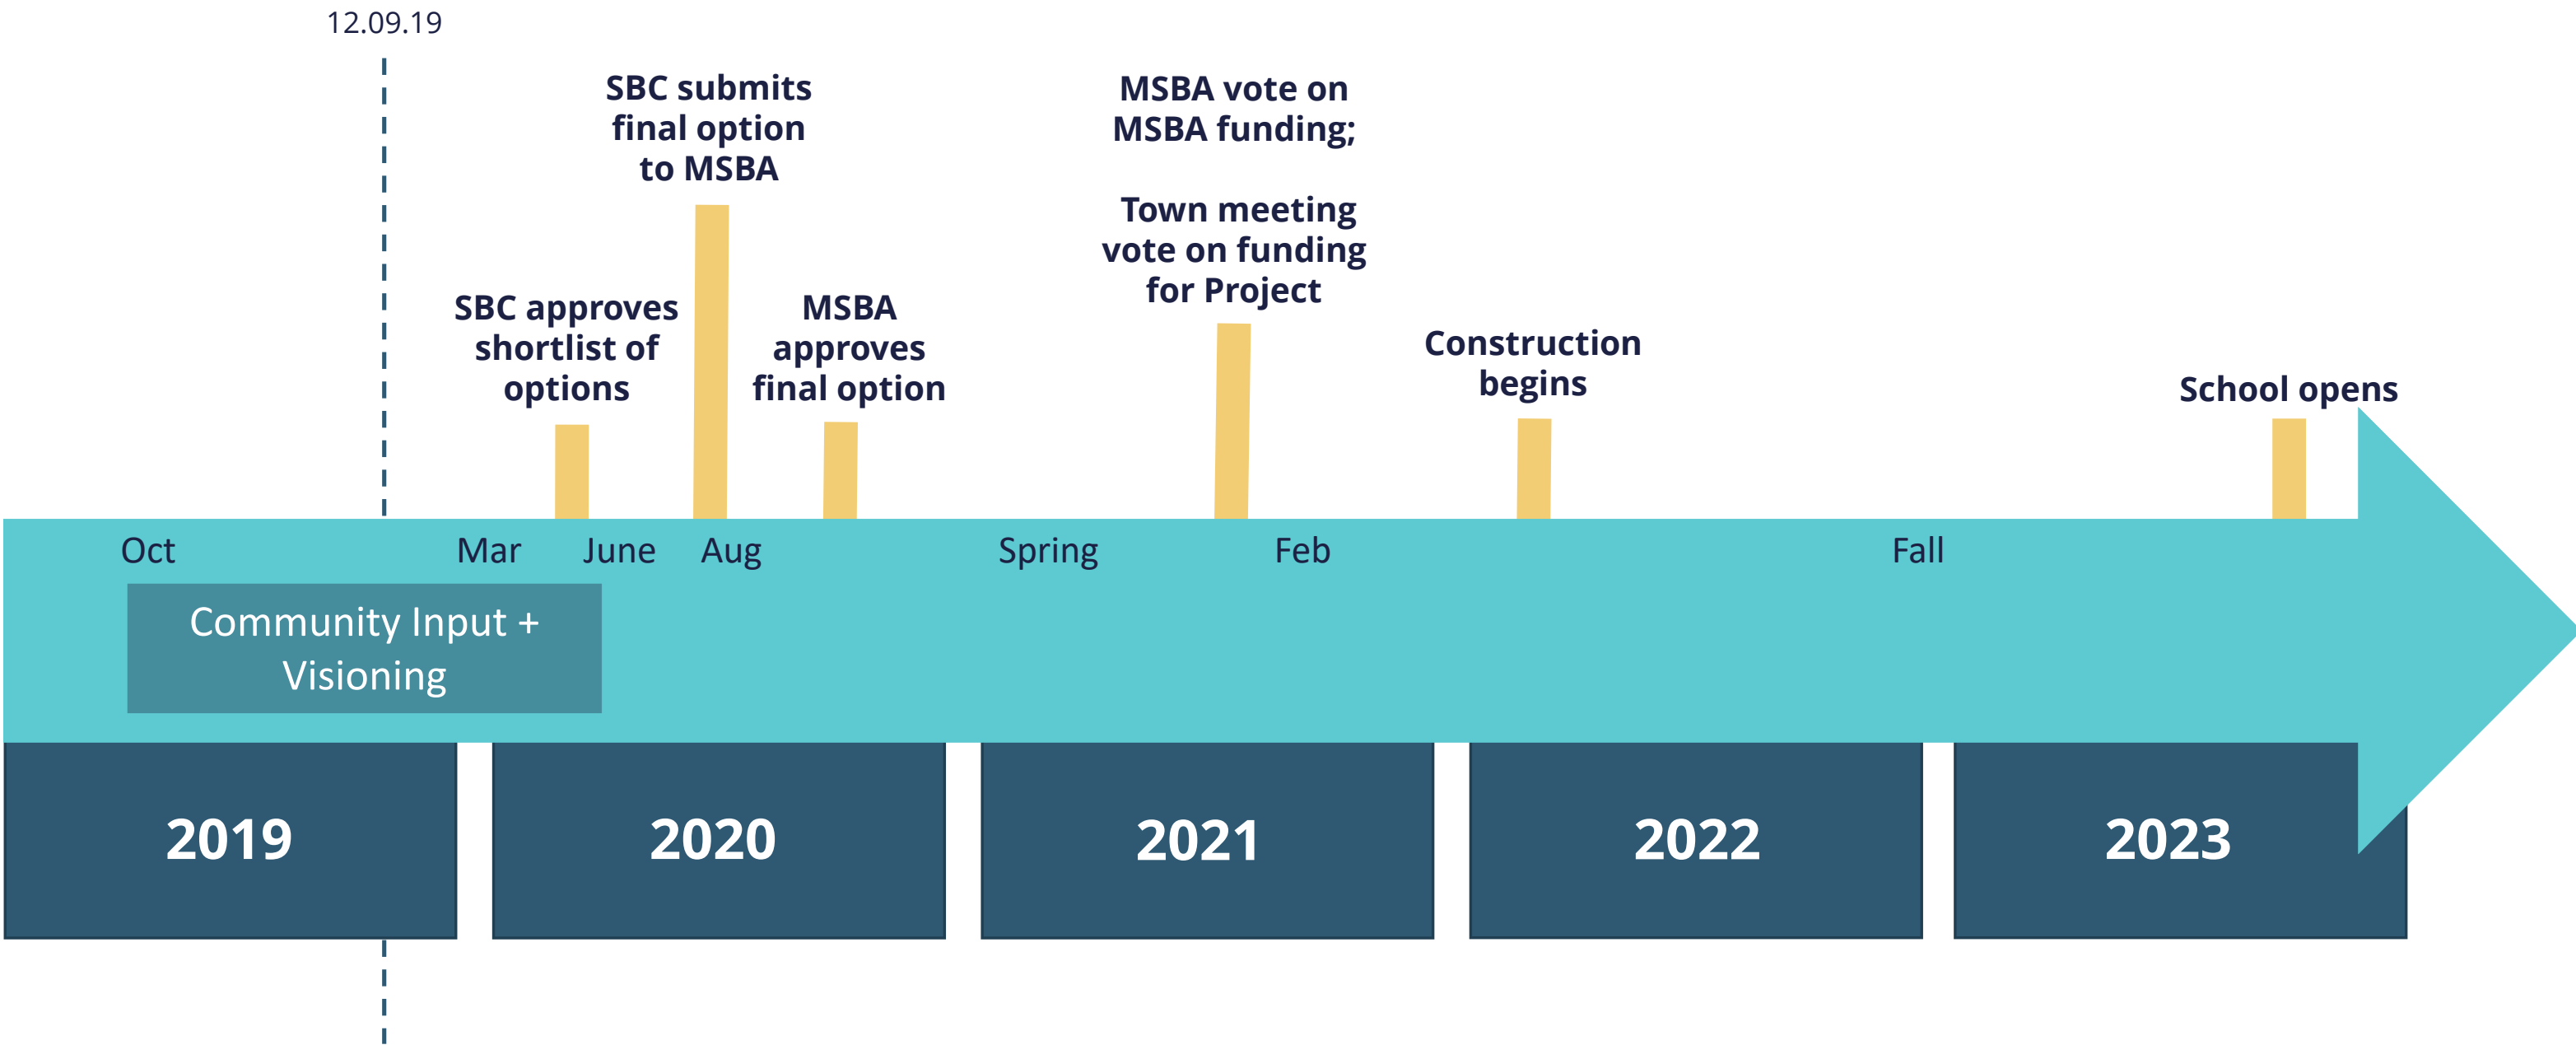 12.09.19
SBC submits
final option
to MSBA
MSBA vote on
MSBA funding;
Town meeting
vote on funding
for Project
SBC approves
shortlist of
options
MSBA
approves
final option
Construction
begins
School opens
Oct
Mar
June
Aug
Spring
Feb
Fall
Community Input +
Visioning
2019
2020
2021
2022
2023